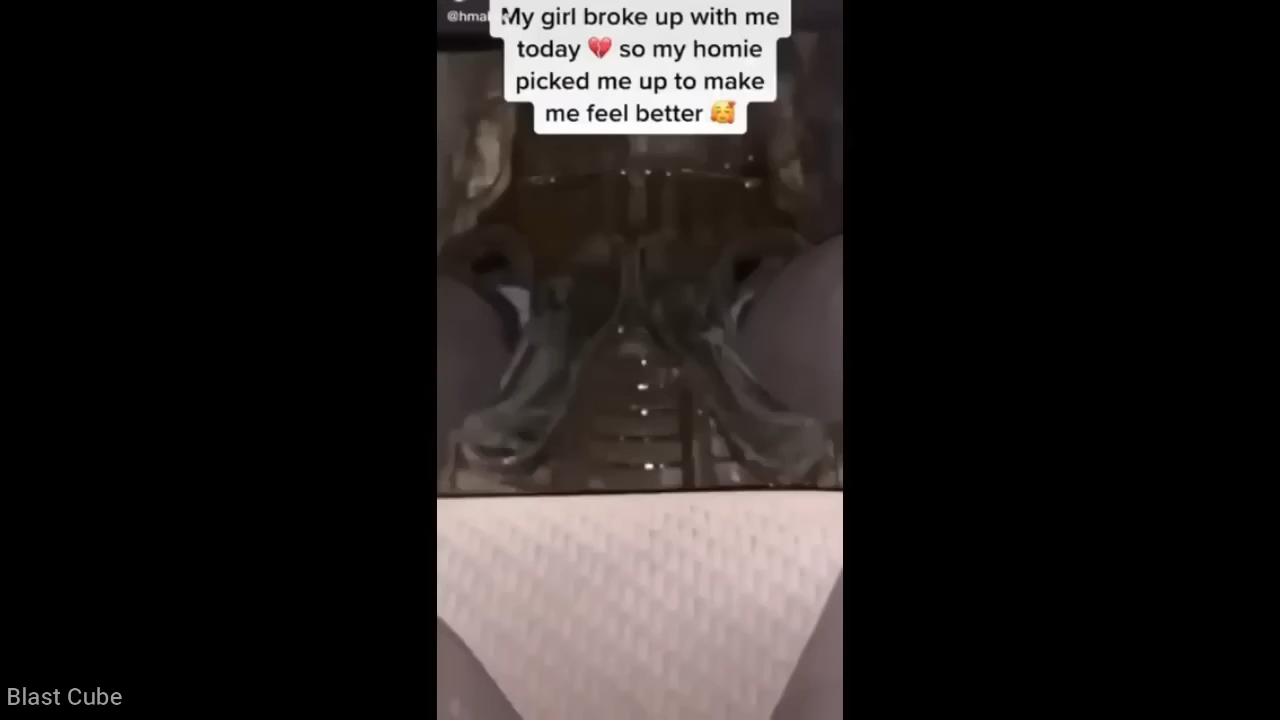 @hma
My girl broke up with me
today 💔 so my homie
picked me up to make
me feel better 🥰
Blast Cube